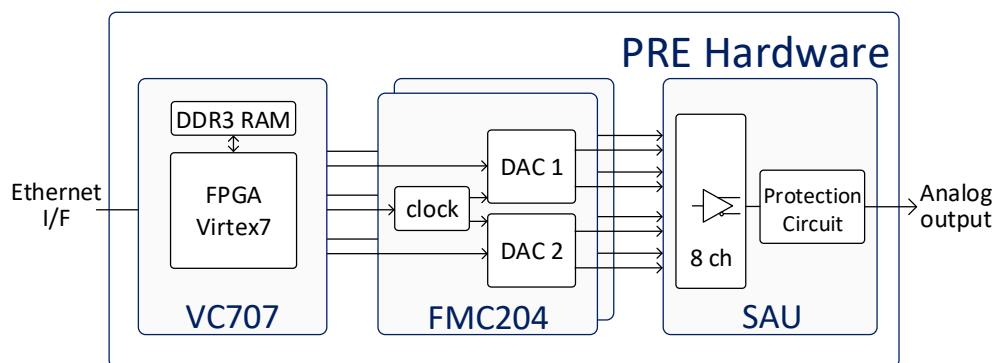 PRE Hardware
Ethernet
I/F
DDR3 RAM
FPGA
Virtex7
VC707
clock
DAC 1
DAC 2
FMC204
8 ch
Protection
Circuit
SAU
Analog
output